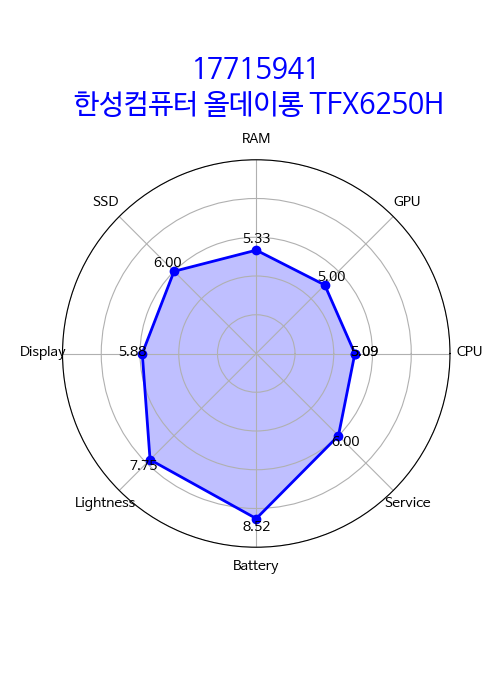 17715941
한성컴퓨터 올데이롱 TFX6250H
RAM
SSD
GPU
5.33
6.00
5.00
Display
5.88
5.09
CPU
7.73
6.00
Lightness
Service
8.52
Battery